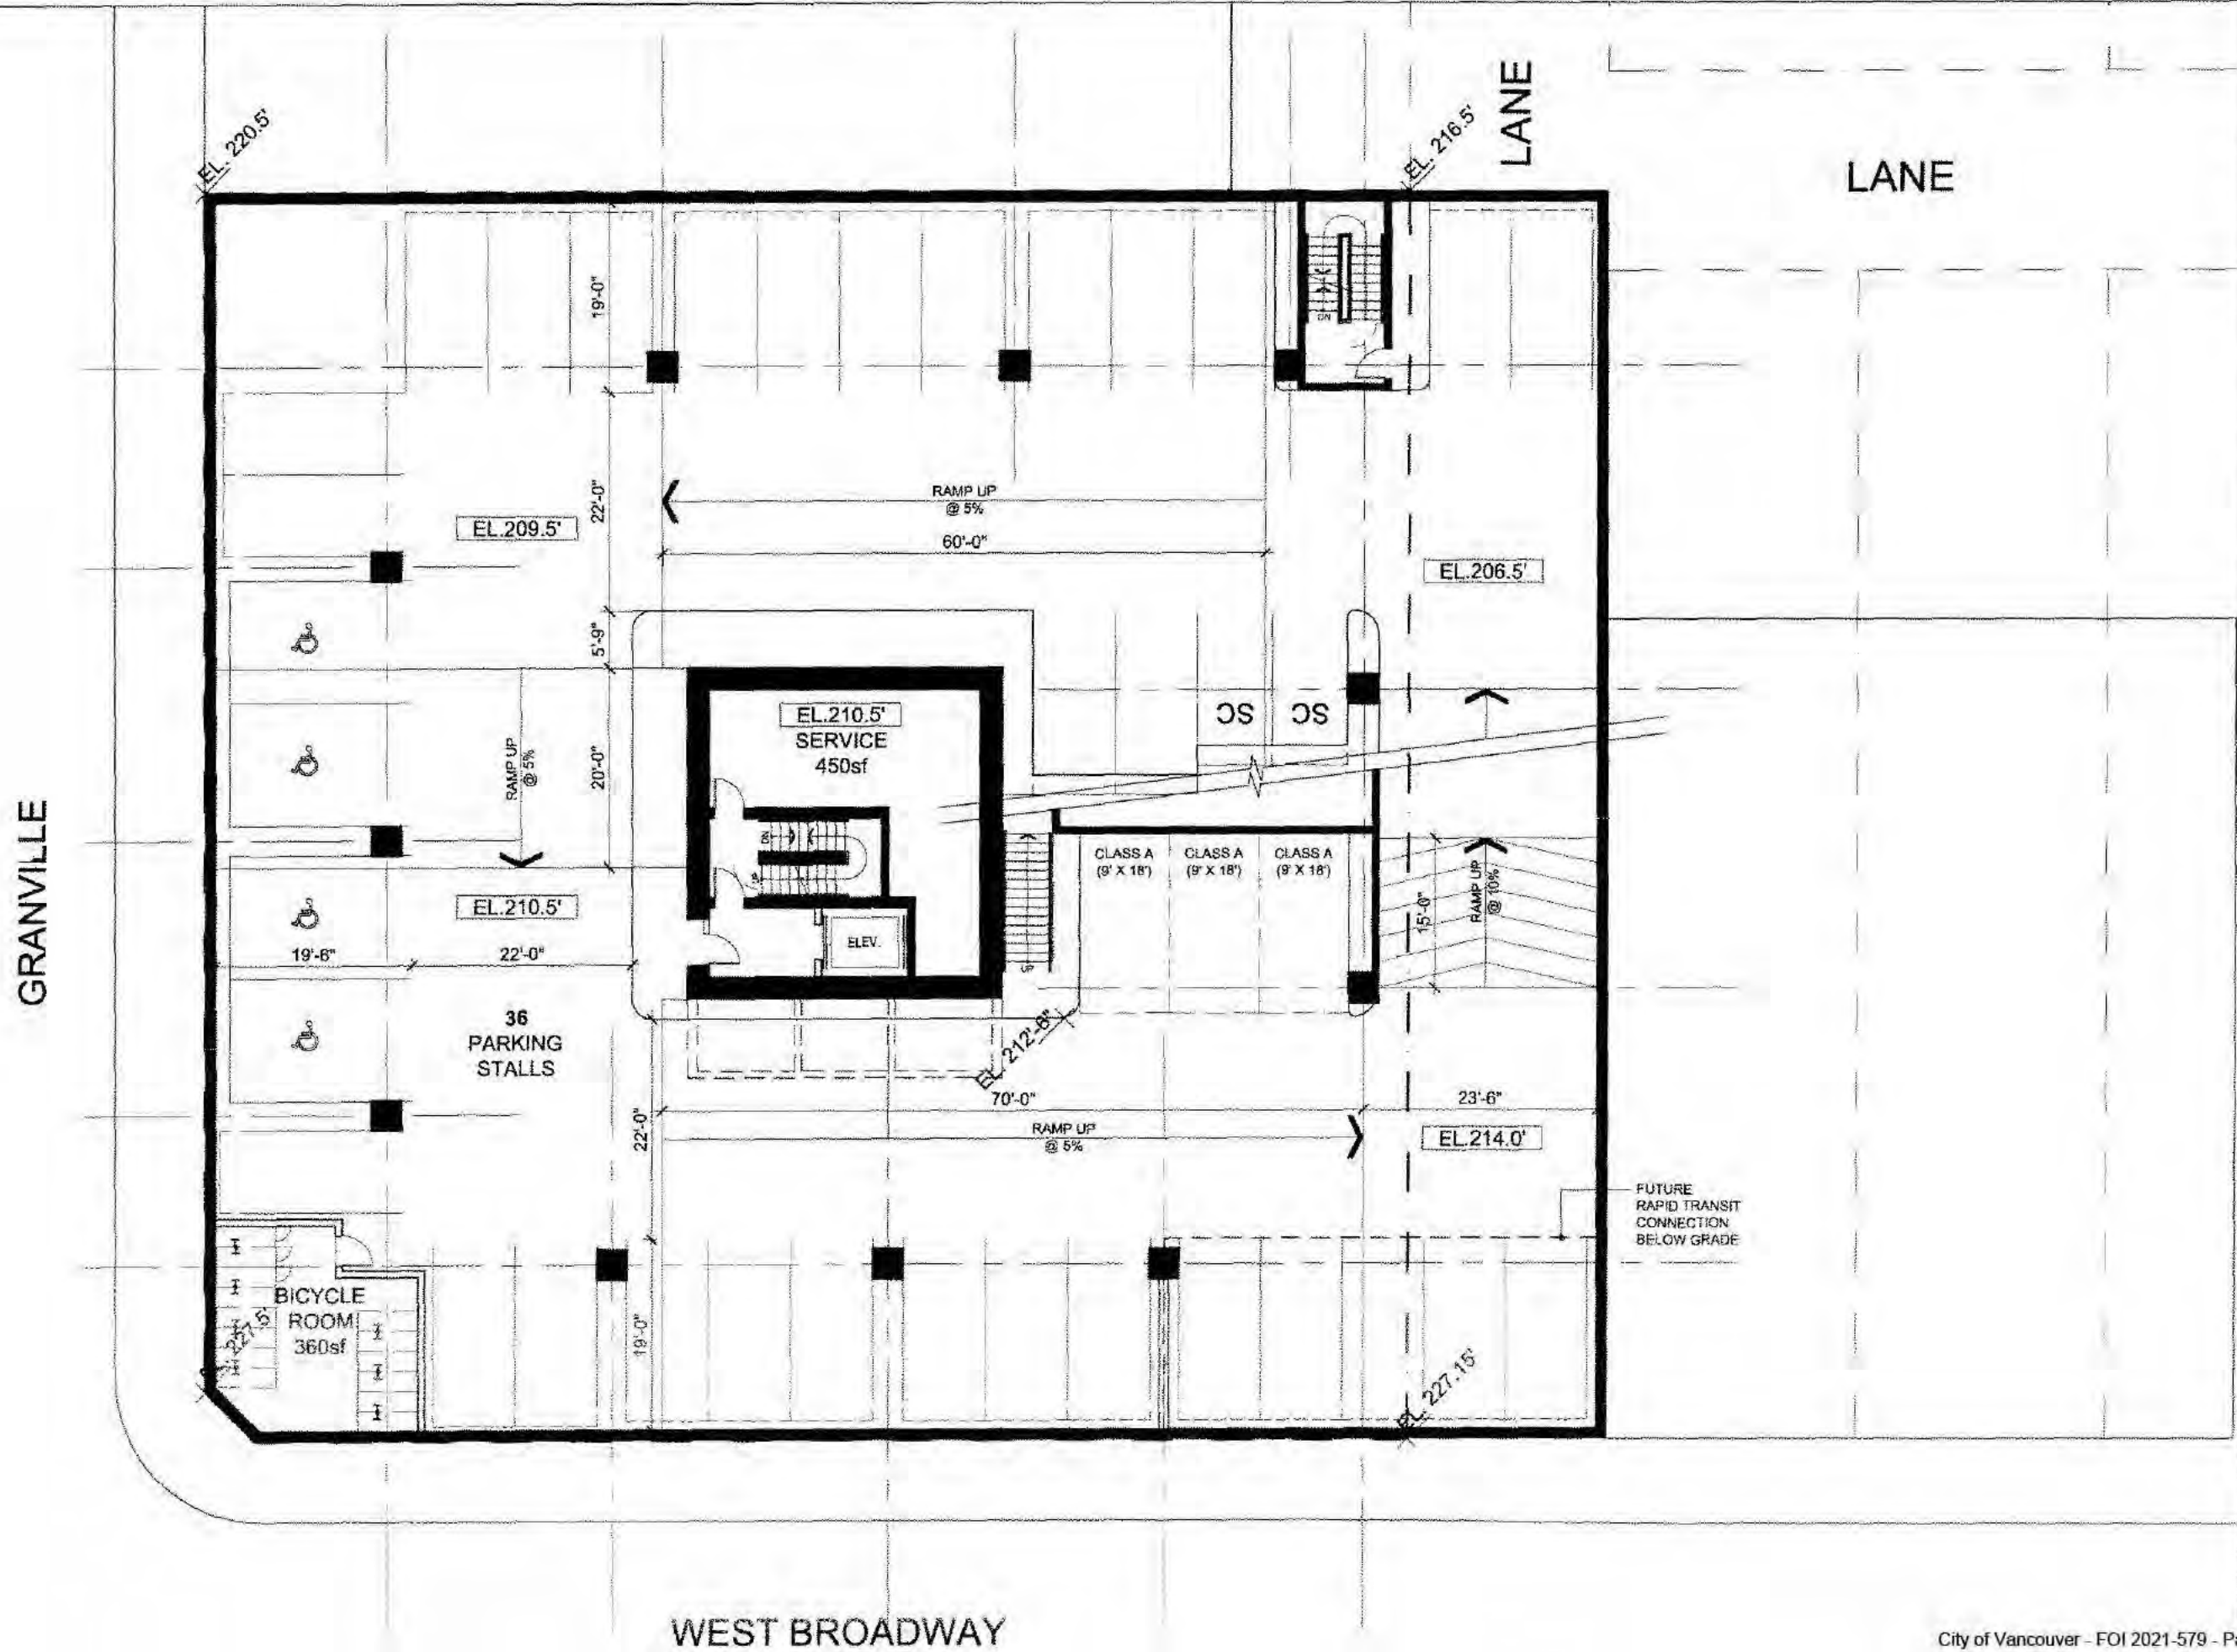 EL. 220.5'
EL. 216.5'
LANE
LANE
19'-0"
DN
22'-0"
RAMP UP
@ 5%
60'-0"
EL.209.5'
EL.206.5'
5'-9"
RAMP UP
@ 5%
20'-0"
EL.210.5'
SERVICE
450sf
SC
SC
DN
UP
ELEV.
UP
CLASS A
(9' X 18')
CLASS A
(9' X 18')
CLASS A
(9' X 18')
15'-0"
RAMP UP
@ 10%
GRANVILLE
EL.210.5'
19'-6"
22'-0"
36
PARKING
STALLS
EL. 212'-6"
70'-0"
23'-6"
22'-0"
RAMP UP
@ 5%
EL.214.0'
FUTURE
RAPID TRANSIT
CONNECTION
BELOW GRADE
BICYCLE
ROOM
360sf
227.5'
19'-0"
EL. 227.15'
WEST BROADWAY
City of Vancouver - FOI 2021-579 - P